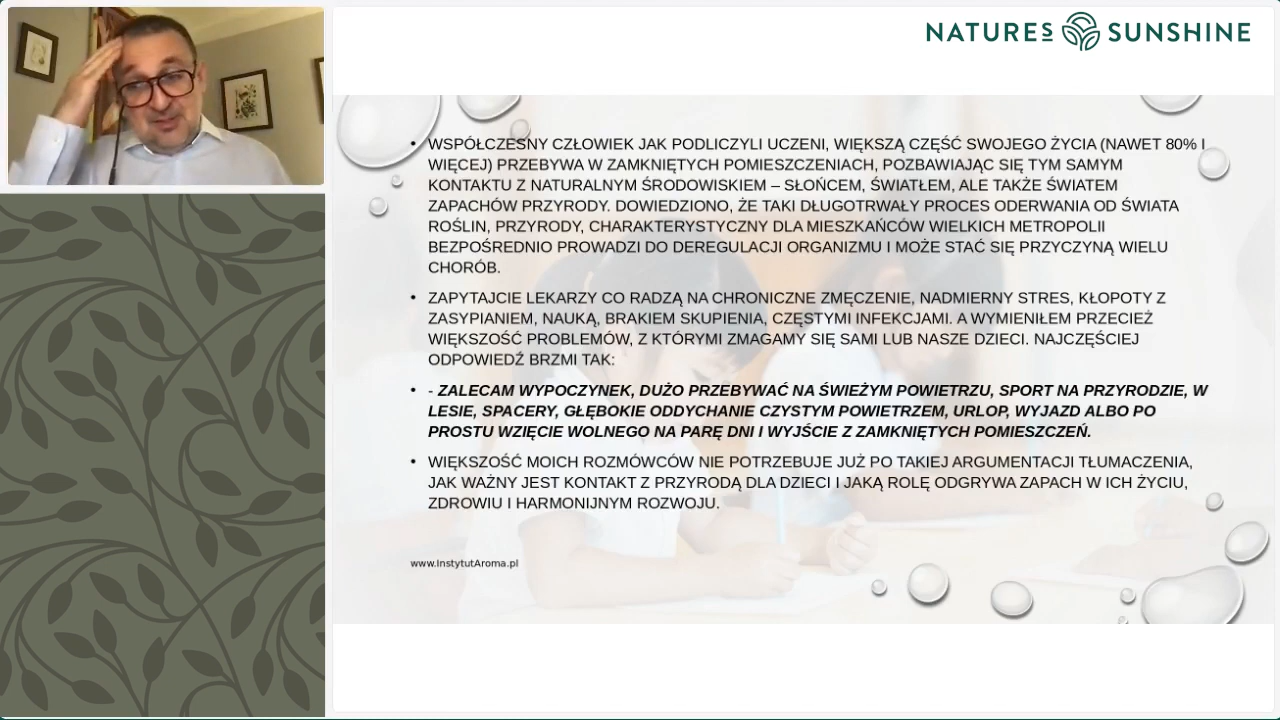 NATURES SUNSHINE
• WSPÓŁCZESNY CZŁOWIEK JAK PODLICZYLI UCZENI, WIĘKSZĄ CZĘŚĆ SWOJEGO ŻYCIA (NAWET 80% I
WIĘCEJ) PRZEBYWA W ZAMKNIĘTYCH POMIESZCZENIACH, POZBAWIAJĄC SIĘ TYM SAMYM
KONTAKTU Z NATURALNYM ŚRODOWISKIEM – SŁOŃCEM, ŚWIATŁEM, ALE TAKŻE ŚWIATEM
ZAPACHÓW PRZYRODY. DOWIEDZIONO, ŻE TAKI DŁUGOTRWAŁY PROCES ODERWANIA OD ŚWIATA
ROŚLIN, PRZYRODY, CHARAKTERYSTYCZNY DLA MIESZKAŃCÓW WIELKICH METROPOLII
BEZPOŚREDNIO PROWADZI DO DEREGULACJI ORGANIZMU I MOŻE STAĆ SIĘ PRZYCZYNĄ WIELU
CHORÓB.
• ZAPYTAJCIE LEKARZY CO RADZĄ NA CHRONICZNE ZMĘCZENIE, NADMIERNY STRES, KŁOPOTY Z
ZASYPIANIEM, NAUKĄ, BRAKIEM SKUPIENIA, CZĘSTYMI INFEKCJAMI. A WYMIENIŁEM PRZECIEŻ
WIĘKSZOŚĆ PROBLEMÓW, Z KTÓRYMI ZMAGAMY SIĘ SAMI LUB NASZE DZIECI. NAJCZĘŚCIEJ
ODPOWIEDŹ BRZMI TAK:
• - ZALECAM WYPOCZYNEK, DUŻO PRZEBYWAĆ NA ŚWIEŻYM POWIETRZU, SPORT NA PRZYRODZIE, W
LESIE, SPACERY, GŁĘBOKIE ODDYCHANIE CZYSTYM POWIETRZEM, URLOP, WYJAZD ALBO PO
PROSTU WZIĘCIE WOLNEGO NA PARĘ DNI I WYJŚCIE Z ZAMKNIĘTYCH POMIESZCZEŃ.
• WIĘKSZOŚĆ MOICH ROZMÓWCÓW NIE POTRZEBUJE JUŻ PO TAKIEJ ARGUMENTACJI TŁUMACZENIA,
JAK WAŻNY JEST KONTAKT Z PRZYRODĄ DLA DZIECI I JAKĄ ROLĘ ODGRYWA ZAPACH W ICH ŻYCIU,
ZDROWIU I HARMONIJNYM ROZWOJU.
www.InstytutAroma.pl